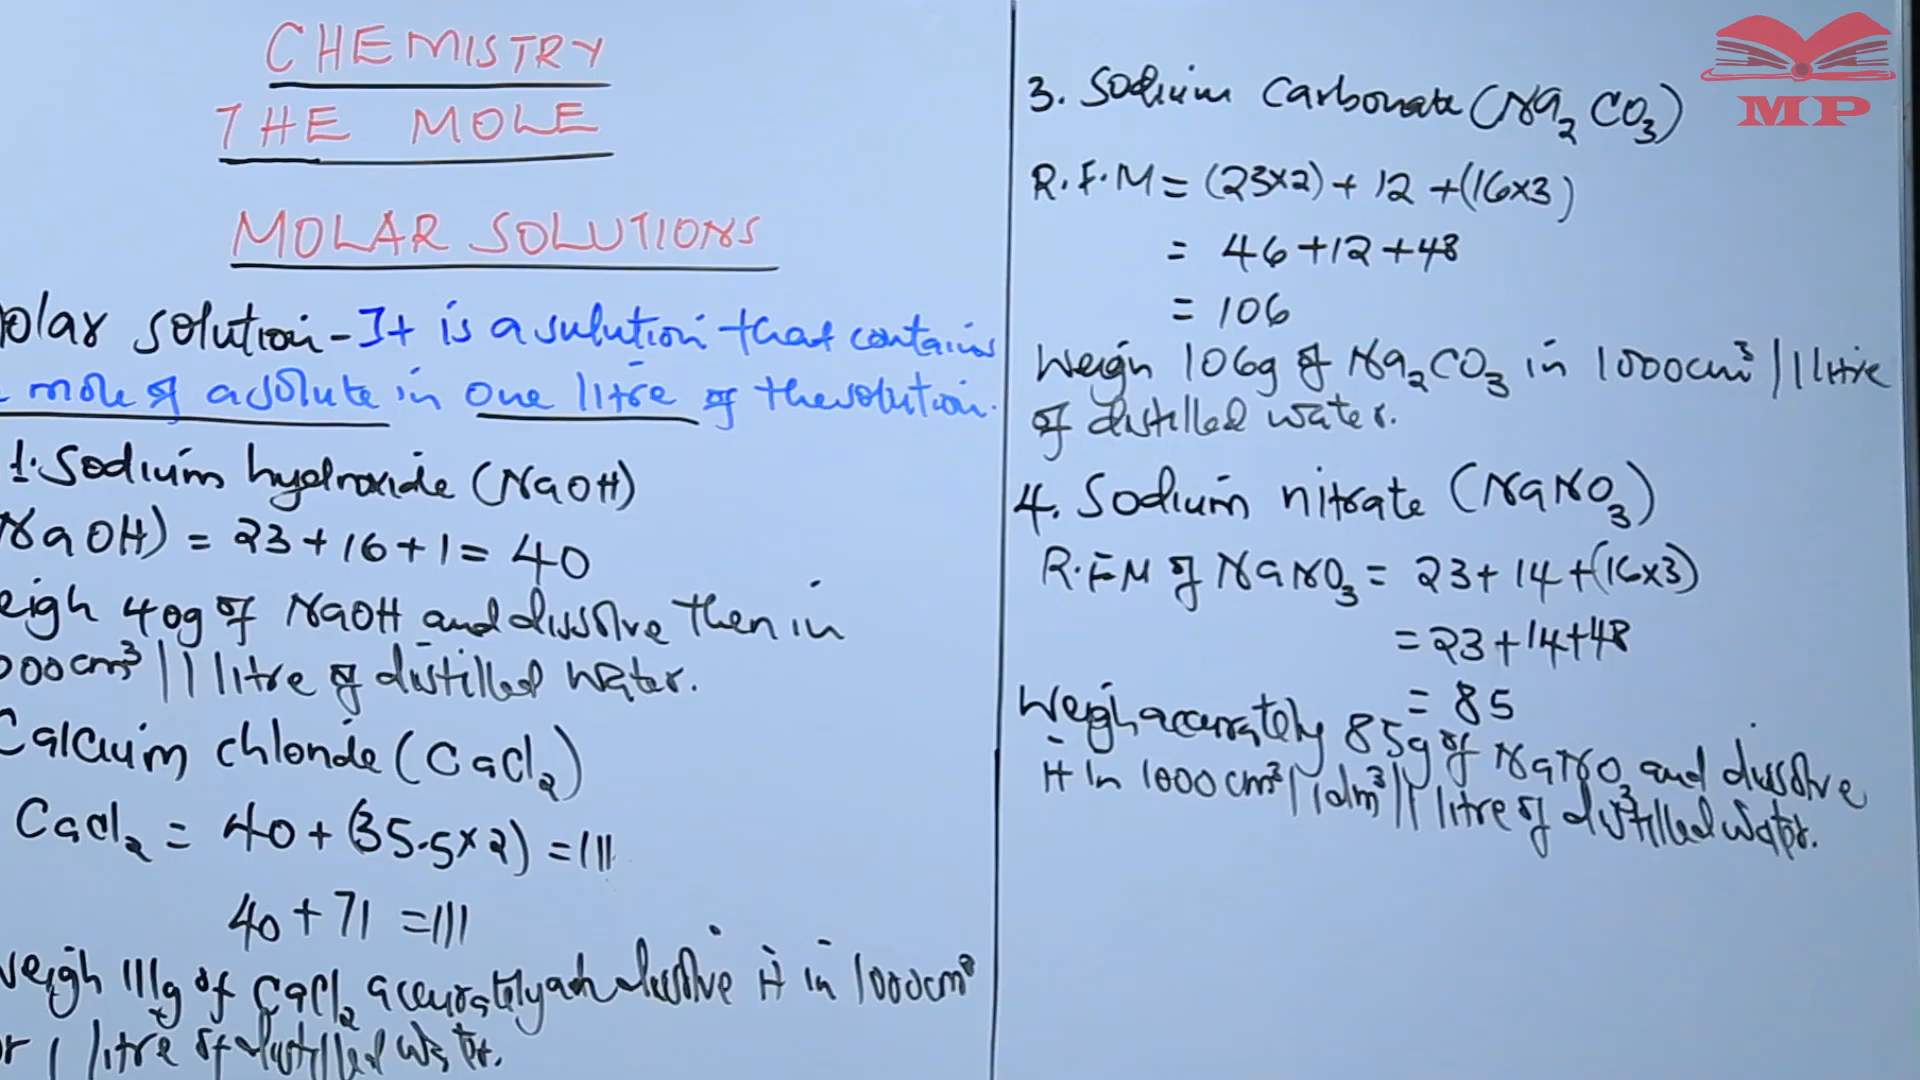 CHEMISTRY
THE MOLE
MOLAR SOLUTIONS
olar solution - It is a solution that contains
mole of a solute in one litre of the solution.
1. Sodium hydroxide (NaOH)
NaOH) = 23 + 16 + 1 = 40
eigh 40g of NaOH and dissolve then in
000cm³ | 1 litre of distilled water.
Calcium chloride (CaCl₂)
CaCl₂ = 40 + (35.5×2) = 111
40 + 71 = 111
weigh 111g of CaCl₂ accurately and dissolve it in 1000cm³
or 1 litre of distilled water.
3. Sodium Carbonate (Na₂CO₃)
R.F.M = (23×2) + 12 + (16×3)
= 46 + 12 + 48
= 106
Weigh 106g of Na₂CO₃ in 1000cm³ | 1 litre
of distilled water.
4. Sodium nitrate (NaNO₃)
R.F.M of NaNO₃ = 23 + 14 + (16×3)
= 23 + 14 + 48
= 85
Weigh accurately 85g of NaNO₃ and dissolve
it in 1000cm³ | 1dm³ | 1 litre of distilled water.
MP